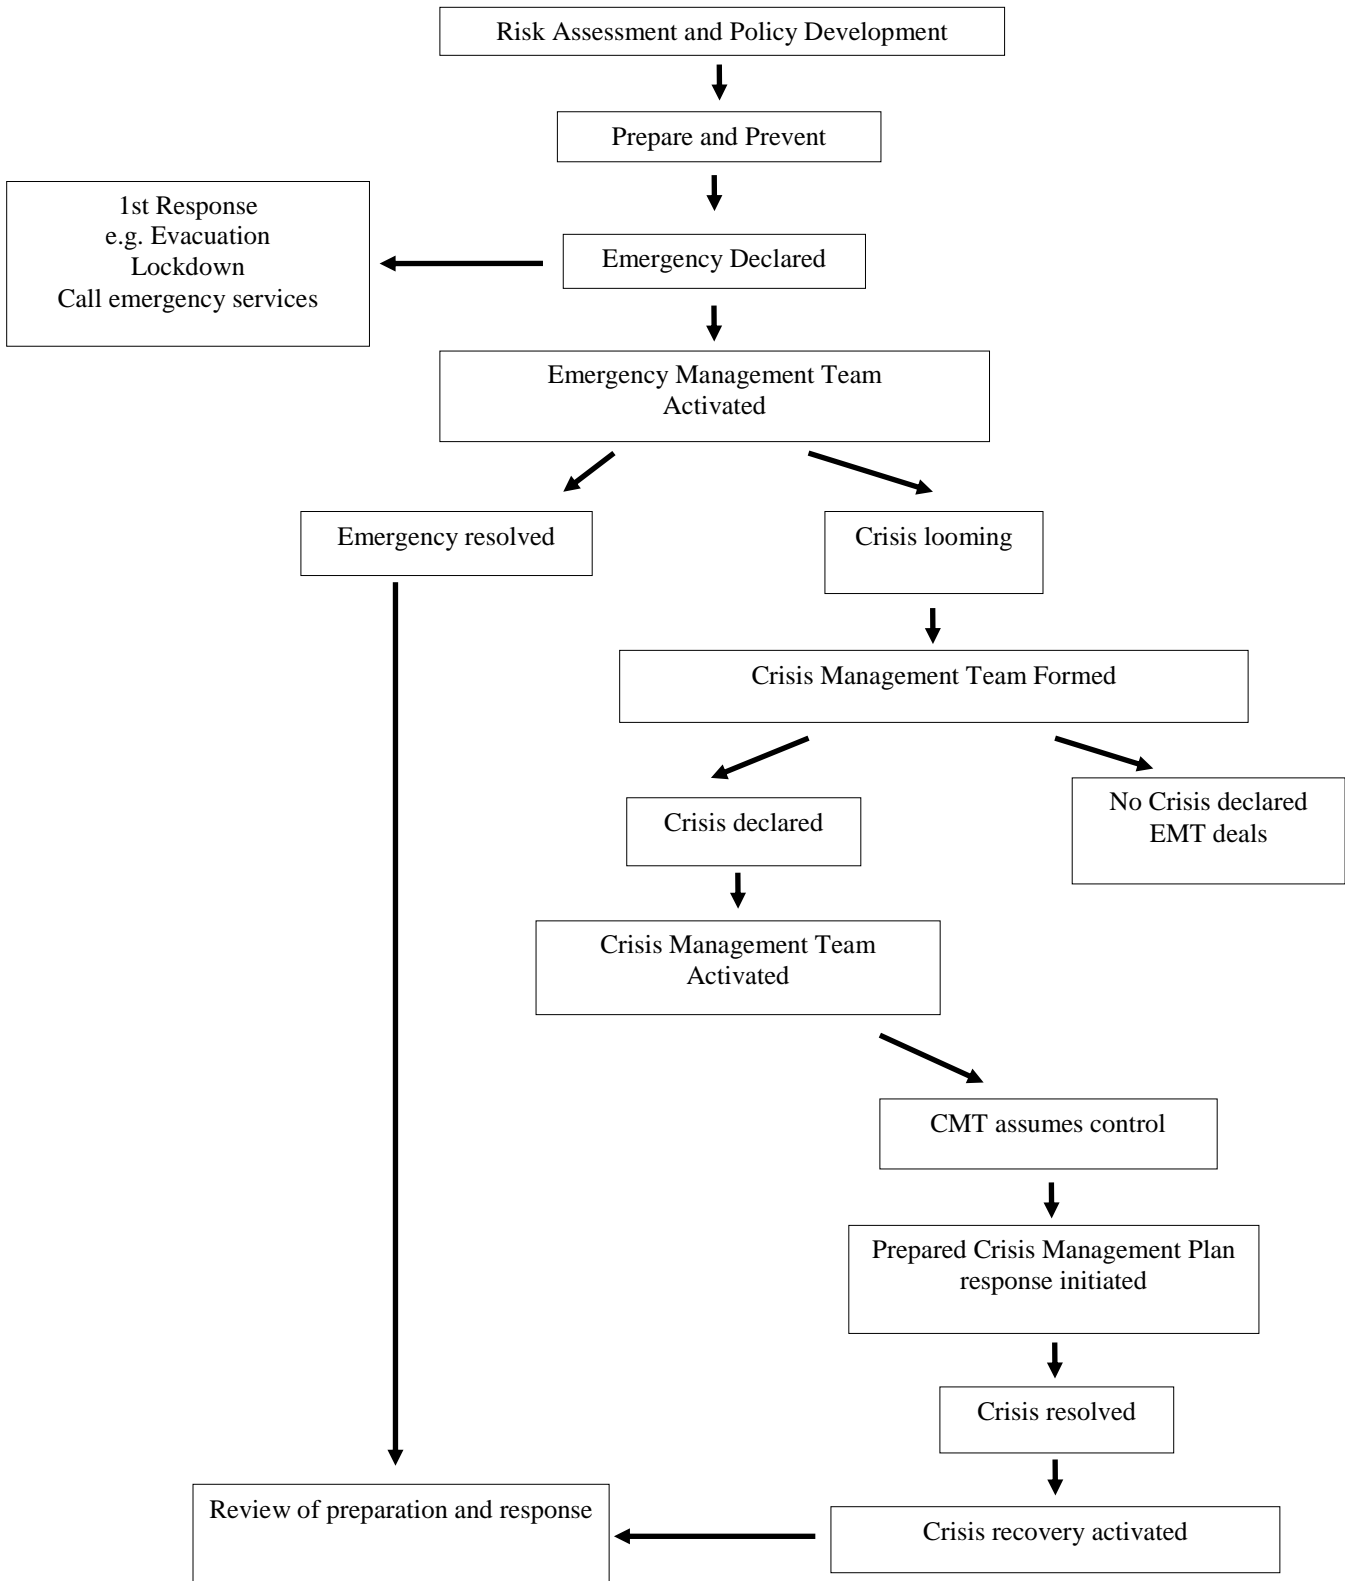 Risk Assessment and Policy Development
Prepare and Prevent
1st Response
e.g. Evacuation
Lockdown
Call emergency services
Emergency Declared
Emergency Management Team
Activated
Emergency resolved
Crisis looming
Crisis Management Team Formed
Crisis declared
No Crisis declared
EMT deals
Crisis Management Team
Activated
CMT assumes control
Prepared Crisis Management Plan
response initiated
Crisis resolved
Review of preparation and response
Crisis recovery activated